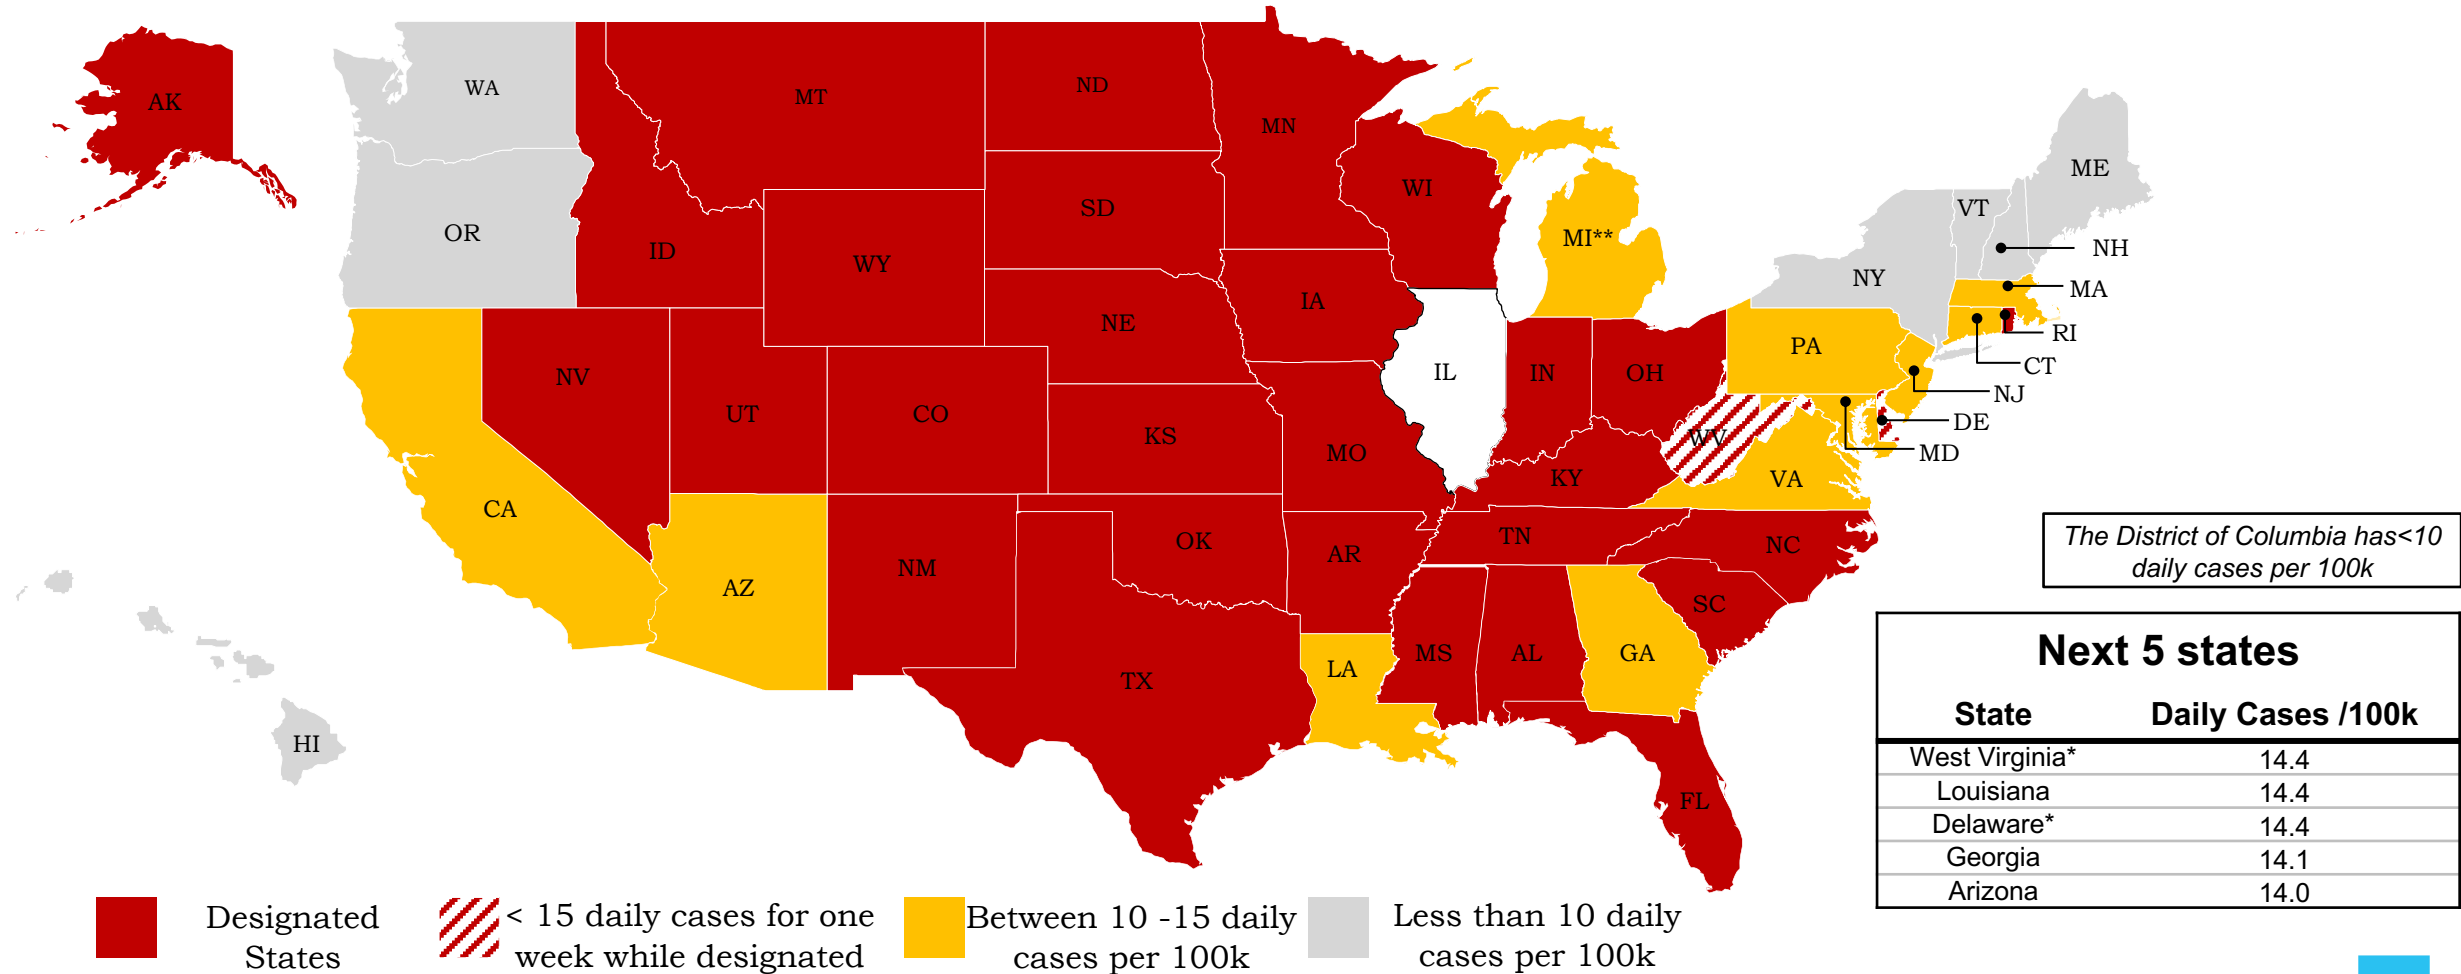 AK
WA
MT
ND
MN
ME
VT
OR
ID
WY
SD
WI
MI**
NH
NY
MA
RI
CT
NJ
DE
MD
NV
UT
CO
NE
IA
IL
IN
OH
PA
KS
MO
KY
WV
VA
CA
AZ
NM
OK
AR
TN
NC
SC
TX
LA
MS
AL
GA
FL
HI
The District of Columbia has<10
daily cases per 100k
Next 5 states
State Daily Cases /100k
West Virginia* 14.4
Louisiana 14.4
Delaware* 14.4
Georgia 14.1
Arizona 14.0
Designated
States
< 15 daily cases for one
week while designated
Between 10 -15 daily
cases per 100k
Less than 10 daily
cases per 100k